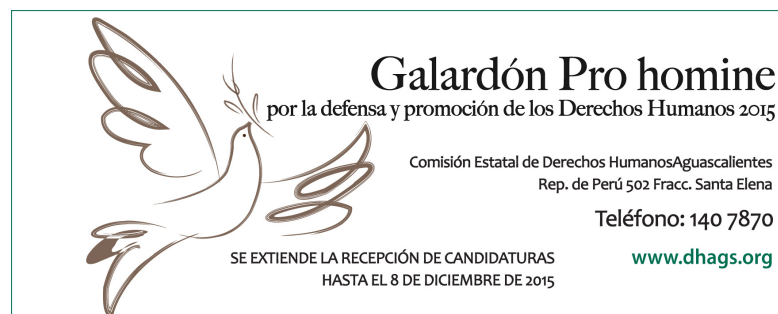 Galardón Pro homine
por la defensa y promoción de los Derechos Humanos 2015
Comisión Estatal de Derechos HumanosAguascalientes
Rep. de Perú 502 Fracc. Santa Elena
Teléfono: 140 7870
SE EXTIENDE LA RECEPCIÓN DE CANDIDATURAS
HASTA EL 8 DE DICIEMBRE DE 2015
www.dhags.org